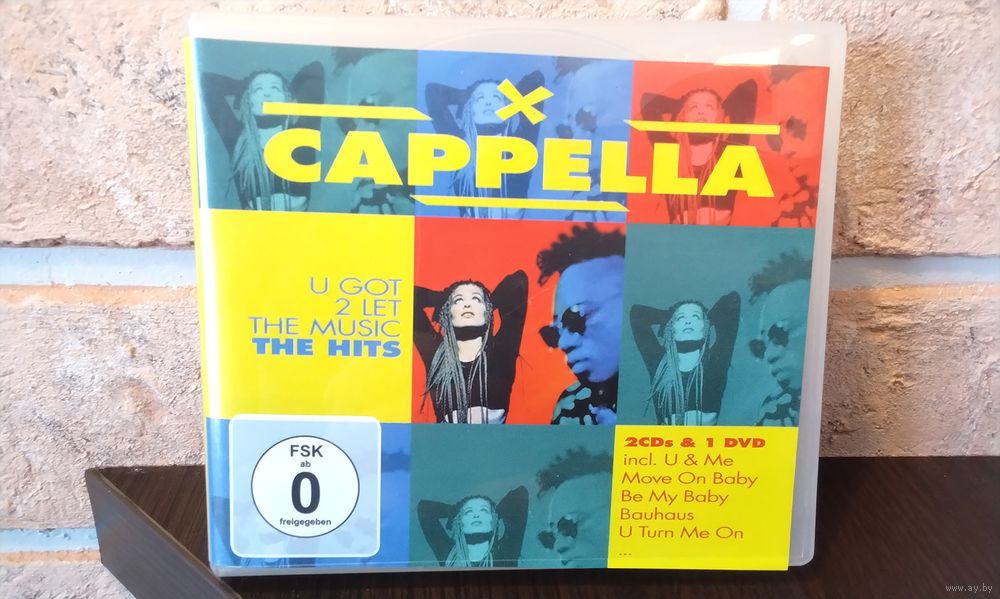 CAPPELLA
U GOT
2 LET
THE MUSIC
THE HITS
FSK
ab
0
freigegeben
2CDs & 1 DVD
incl. U & Me
Move On Baby
Be My Baby
Bauhaus
U Turn Me On
...
www.ay.by